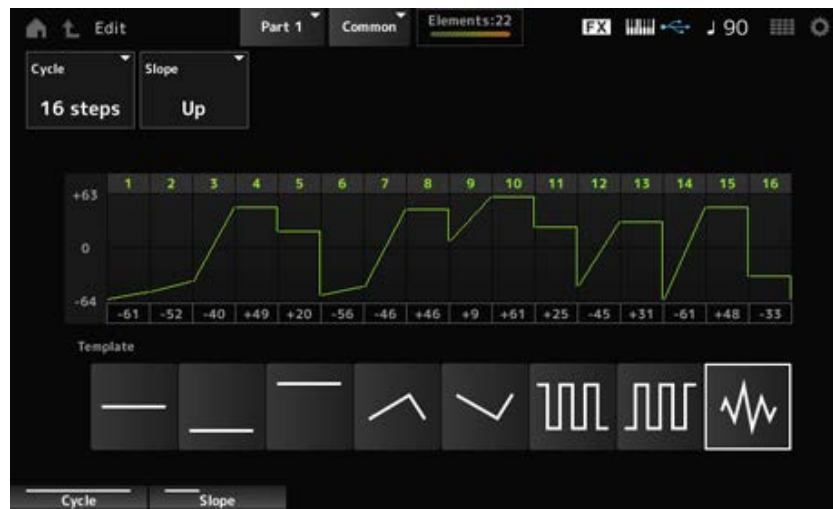 Edit Part 1 Common Elements:22 FX ♩ 90
Cycle Slope
16 steps Up
1 2 3 4 5 6 7 8 9 10 11 12 13 14 15 16
+63
0
-64
-61 -52 -40 +49 +20 -56 -46 +46 +9 +61 +25 -45 +31 -61 +48 -33
Template
Cycle Slope